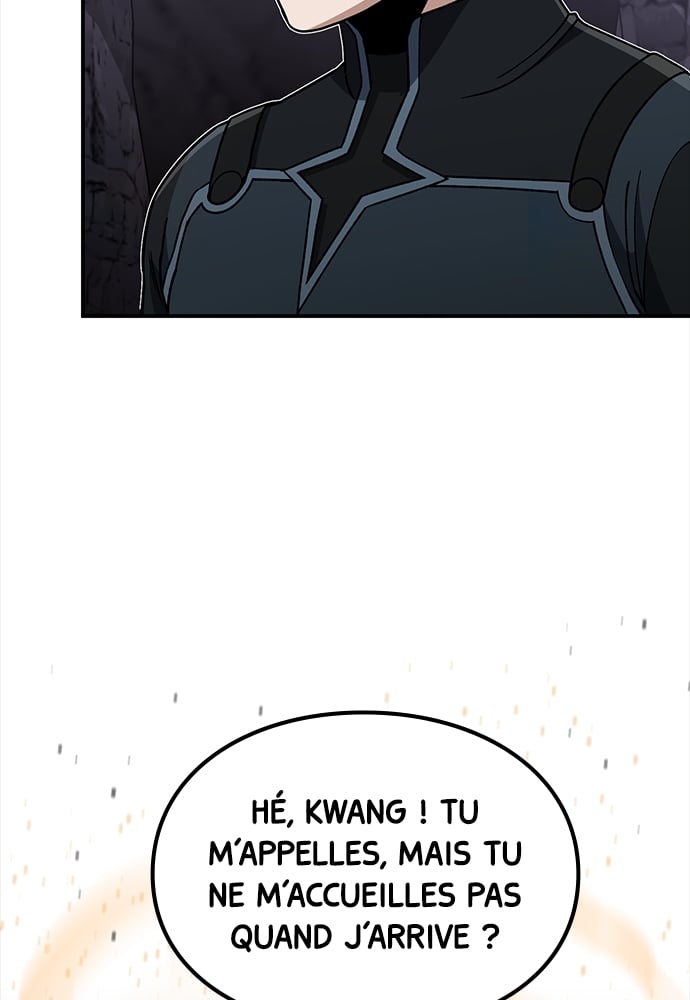 HÉ, KWANG ! TU
M'APPELLES, MAIS TU
NE M'ACCUEILLES PAS
QUAND J'ARRIVE ?